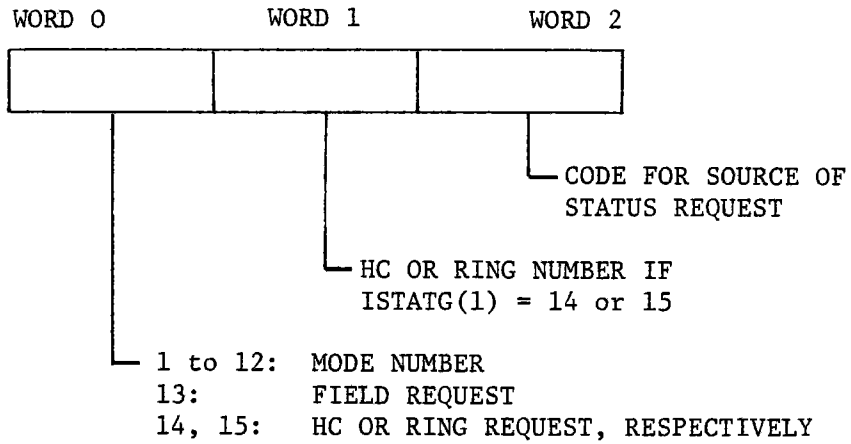 WORD 0 WORD 1 WORD 2
CODE FOR SOURCE OF
STATUS REQUEST
HC OR RING NUMBER IF
ISTATG(1) = 14 or 15
1 to 12: MODE NUMBER
13: FIELD REQUEST
14, 15: HC OR RING REQUEST, RESPECTIVELY